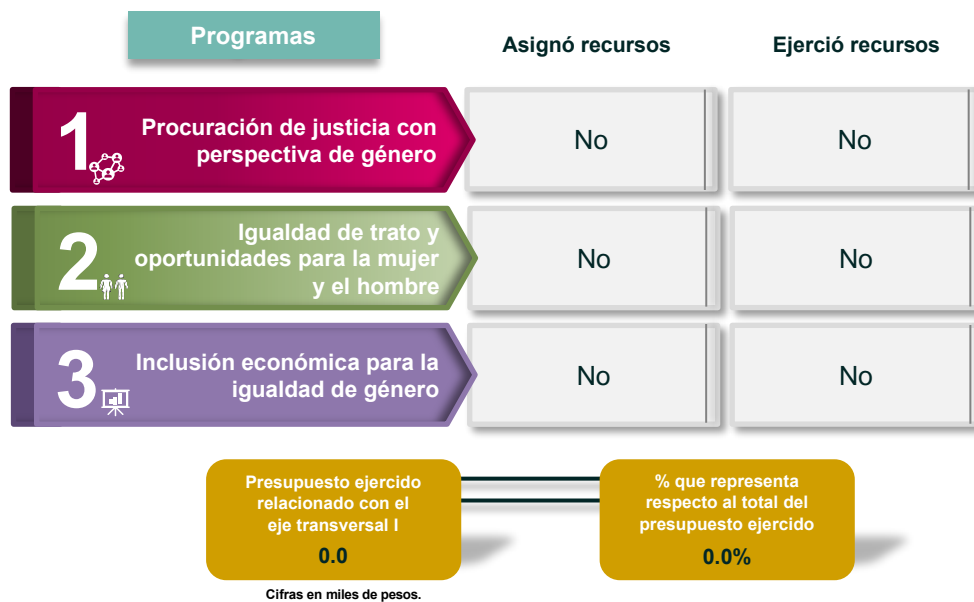 Programas
Asignó recursos
Ejerció recursos
1
Procuración de justicia con
perspectiva de género
No
No
2
Igualdad de trato y
oportunidades para la mujer
y el hombre
No
No
3
Inclusión económica para la
igualdad de género
No
No
Presupuesto ejercido
relacionado con el
eje transversal I
0.0
% que representa
respecto al total del
presupuesto ejercido
0.0%
Cifras en miles de pesos.